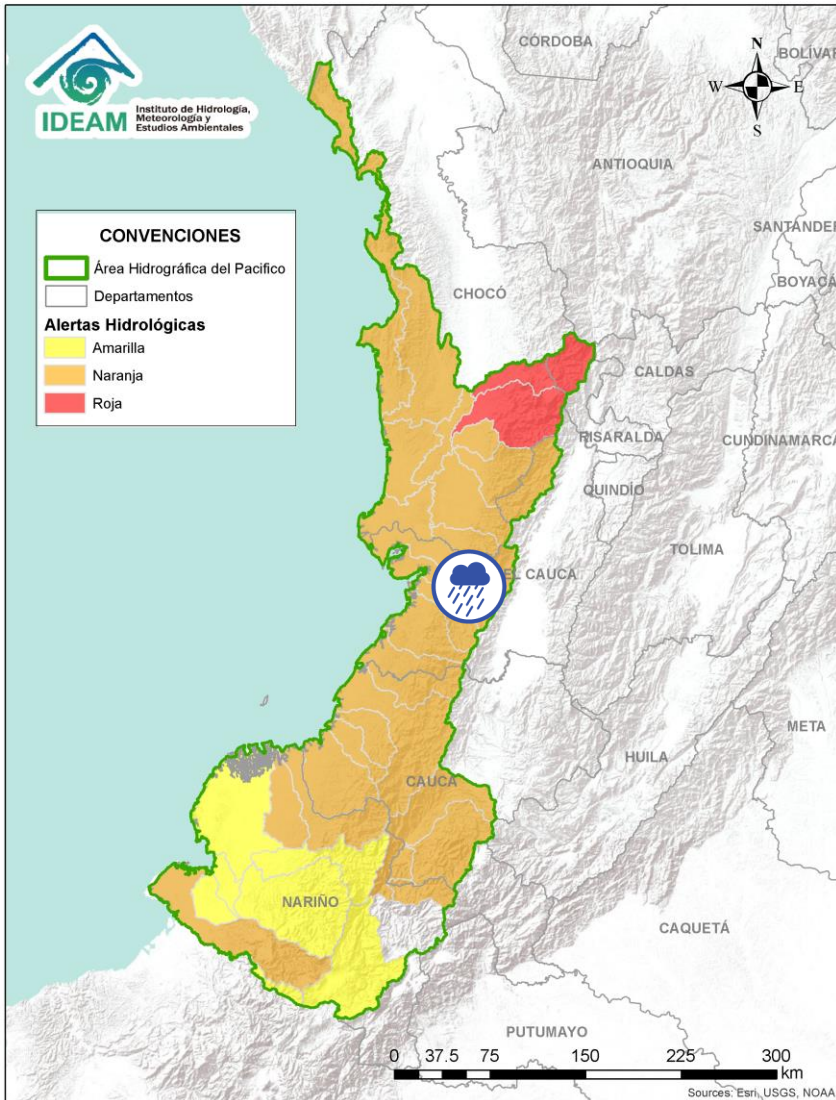 IDEAM
Instituto de Hidrología,
Meteorología y
Estudios Ambientales
CÓRDOBA
BOLÍVAR
N
W
E
S
ANTIOQUIA
SANTANDER
BOYACÁ
CONVENCIONES
Área Hidrográfica del Pacifico
Departamentos
Alertas Hidrológicas
Amarilla
Naranja
Roja
CHOCÓ
CALDAS
RISARALDA
CUNDINAMARCA
QUINDÍO
TOLIMA
EL CAUCA
META
HUILA
CAUCA
NARIÑO
CAQUETÁ
PUTUMAYO
0 37.5 75 150 225 300
km
Sources: Esri, USGS, NOAA